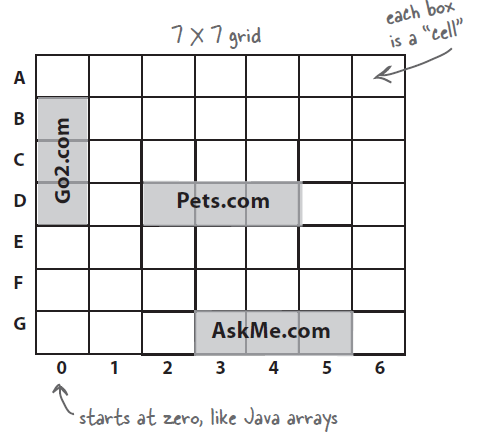 7 X 7 grid
each box
is a “cell”
A
B
C
D
E
F
G
Go2.com
Pets.com
AskMe.com
0 1 2 3 4 5 6
starts at zero, like Java arrays